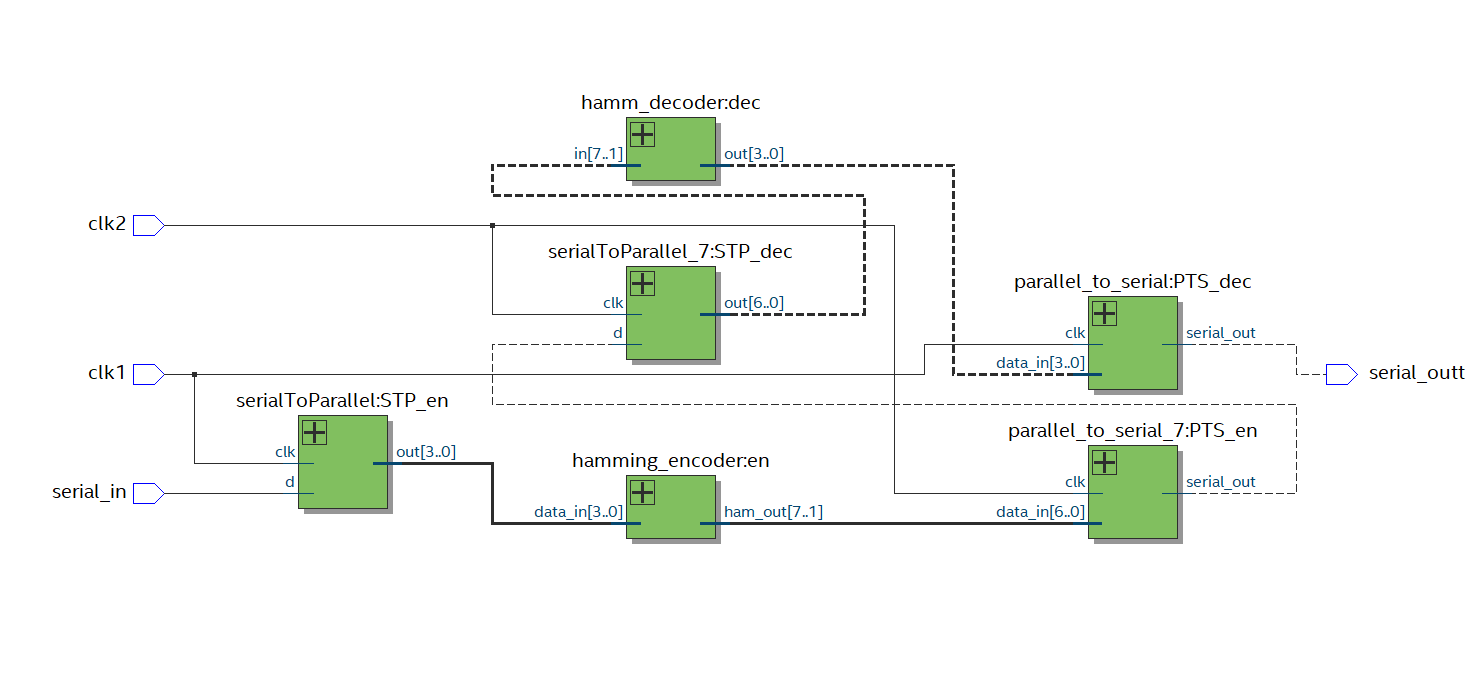 hamm_decoder:dec
in[7..1]
out[3..0]
clk2
serialToParallel_7:STP_dec
clk
out[6..0]
d
parallel_to_serial:PTS_dec
clk
serial_out
data_in[3..0]
clk1
serial_outt
serialToParallel:STP_en
clk
out[3..0]
d
serial_in
parallel_to_serial_7:PTS_en
clk
serial_out
data_in[6..0]
hamming_encoder:en
data_in[3..0]
ham_out[7..1]